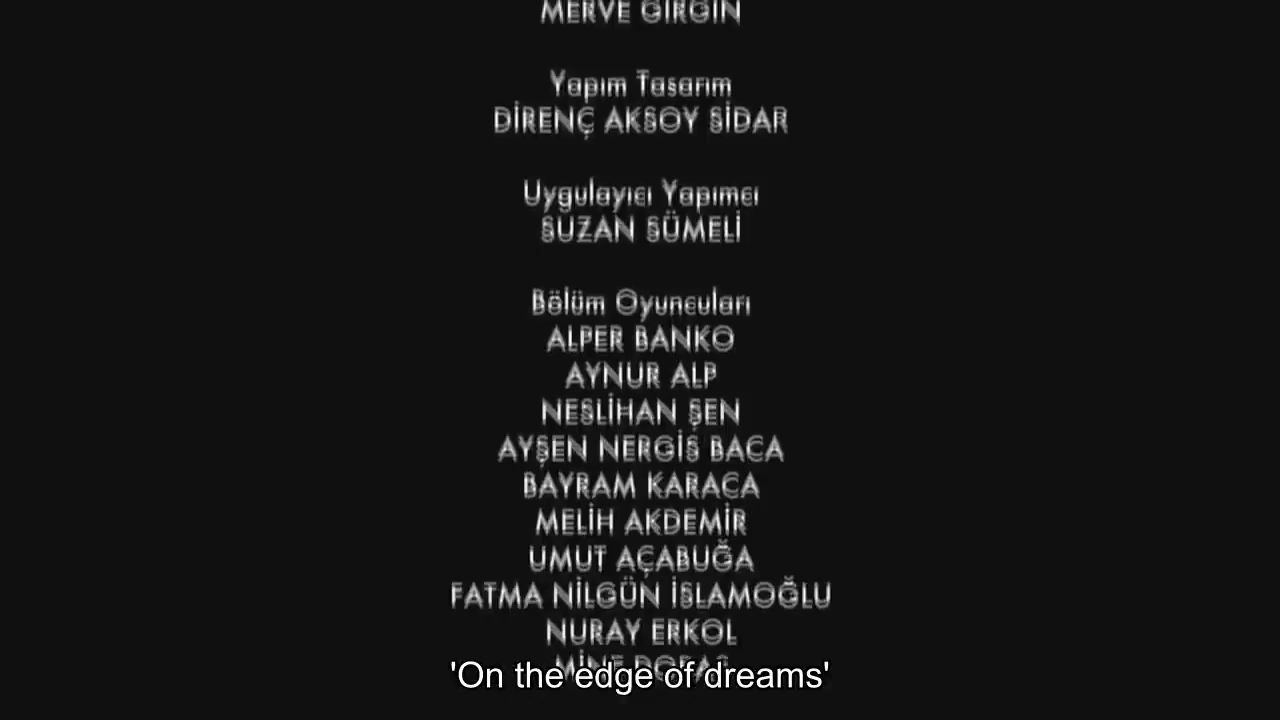 MERVE GİRGİN
Yapım Tasarım
DİRENÇ AKSOY SİDAR
Uygulayıcı Yapımcı
SUZAN SÜMELİ
Bölüm Oyuncuları
ALPER BANKO
AYNUR ALP
NESLİHAN ŞEN
AYŞEN NERGİS BACA
BAYRAM KARACA
MELİH AKDEMİR
UMUT AÇABUĞA
FATMA NİLGÜN İSLAMOĞLU
NURAY ERKOL
MİNE
'On the edge of dreams'